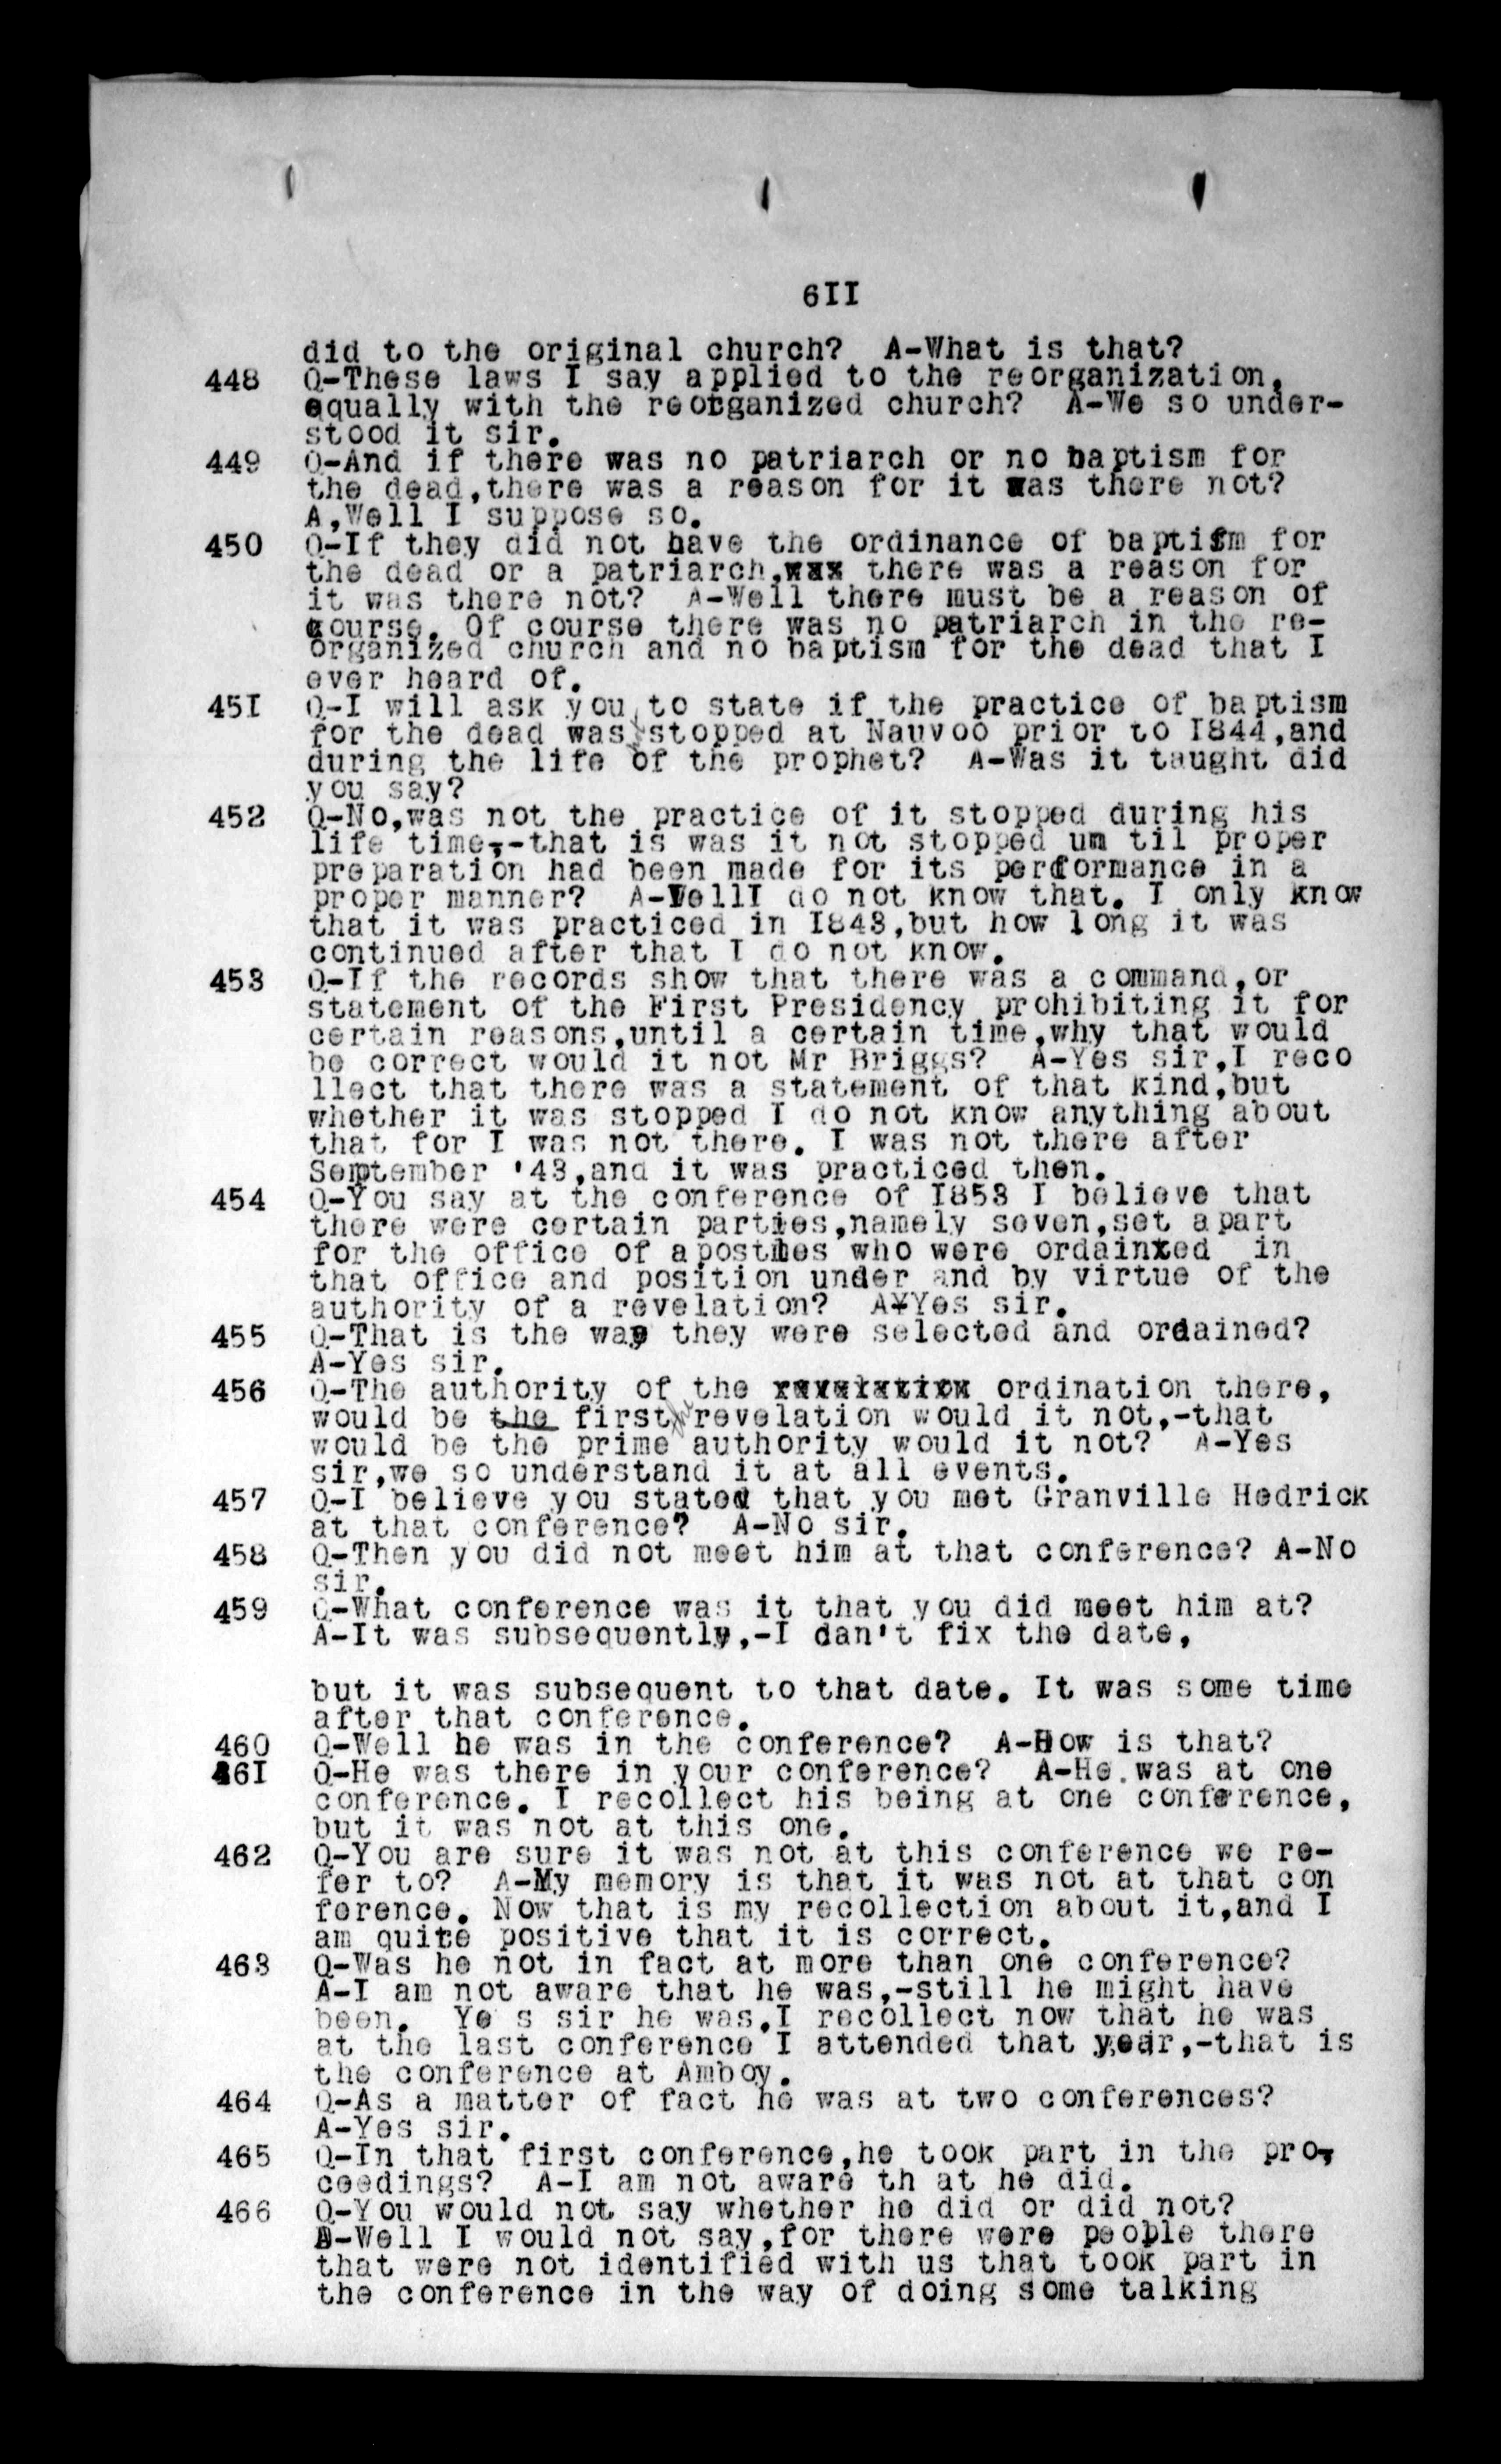 6II
did to the original church?  A-What is that?
448 Q-These laws I say applied to the reorganization,
equally with the reorganized church?  A-We so under-
stood it sir.
449 Q-And if there was no patriarch or no baptism for
the dead,there was a reason for it was there not?
A,Well I suppose so.
450 Q-If they did not have the ordinance of baptism for
the dead or a patriarch,wxx there was a reason for
it was there not?  A-Well there must be a reason of
course. Of course there was no patriarch in the re-
organized church and no baptism for the dead that I
ever heard of.
45I Q-I will ask you to state if the practice of baptism
for the dead was stopped at Nauvoo prior to I844,and
during the life of the prophet?  A-Was it taught did
you say?
452 Q-No,was not the practice of it stopped during his
life time,-that is was it not stopped un til proper
preparation had been made for its performance in a
proper manner?  A-WellI do not know that. I only know
that it was practiced in I843,but how long it was
continued after that I do not know.
453 Q-If the records show that there was a command,or
statement of the First Presidency prohibiting it for
certain reasons,until a certain time,why that would
be correct would it not Mr Briggs?  A-Yes sir,I reco
llect that there was a statement of that kind,but
whether it was stopped I do not know anything about
that for I was not there. I was not there after
September '43,and it was practiced then.
454 Q-You say at the conference of I853 I believe that
there were certain parties,namely seven,set apart
for the office of apostles who were ordainxed  in
that office and position under and by virtue of the
authority of a revelation?  A-Yes sir.
455 Q-That is the way they were selected and ordained?
A-Yes sir.
456 Q-The authority of the rxvxlxtixx ordination there,
would be the first the revelation would it not,-that
would be the prime authority would it not?  A-Yes
sir,we so understand it at all events.
457 Q-I believe you stated that you met Granville Hedrick
at that conference?  A-No sir.
458 Q-Then you did not meet him at that conference? A-No
sir.
459 Q-What conference was it that you did meet him at?
A-It was subsequently,-I dan't fix the date,
but it was subsequent to that date. It was some time
after that conference.
460 Q-Well he was in the conference?  A-How is that?
46I Q-He was there in your conference?  A-He.was at one
conference. I recollect his being at one conference,
but it was not at this one.
462 Q-You are sure it was not at this conference we re-
fer to?  A-My memory is that it was not at that con
ference. Now that is my recollection about it,and I
am quite positive that it is correct.
463 Q-Was he not in fact at more than one conference?
A-I am not aware that he was,-still he might have
been.  Ye s sir he was.I recollect now that he was
at the last conference I attended that year,-that is
the conference at Amboy.
464 Q-As a matter of fact he was at two conferences?
A-Yes sir.
465 Q-In that first conference,he took part in the pro-
ceedings?  A-I am not aware th at he did.
466 Q-You would not say whether he did or did not?
A-Well I would not say,for there were people there
that were not identified with us that took part in
the conference in the way of doing some talking